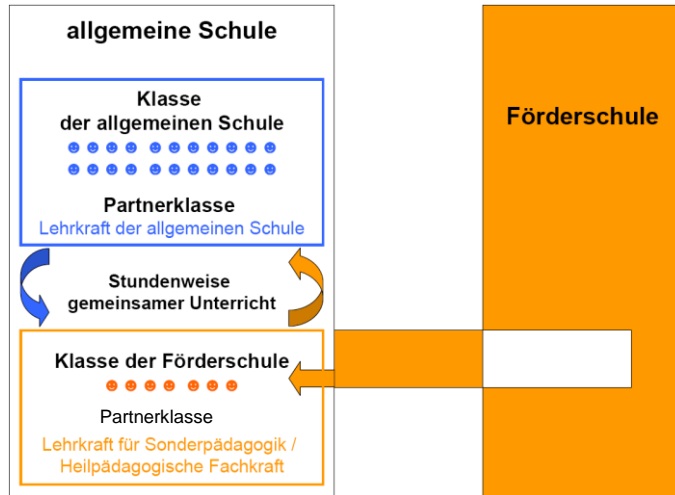 allgemeine Schule
Klasse
der allgemeinen Schule
Partnerklasse
Lehrkraft der allgemeinen Schule
Stundenweise
gemeinsamer Unterricht
Klasse der Förderschule
Partnerklasse
Lehrkraft für Sonderpädagogik /
Heilpädagogische Fachkraft
Förderschule